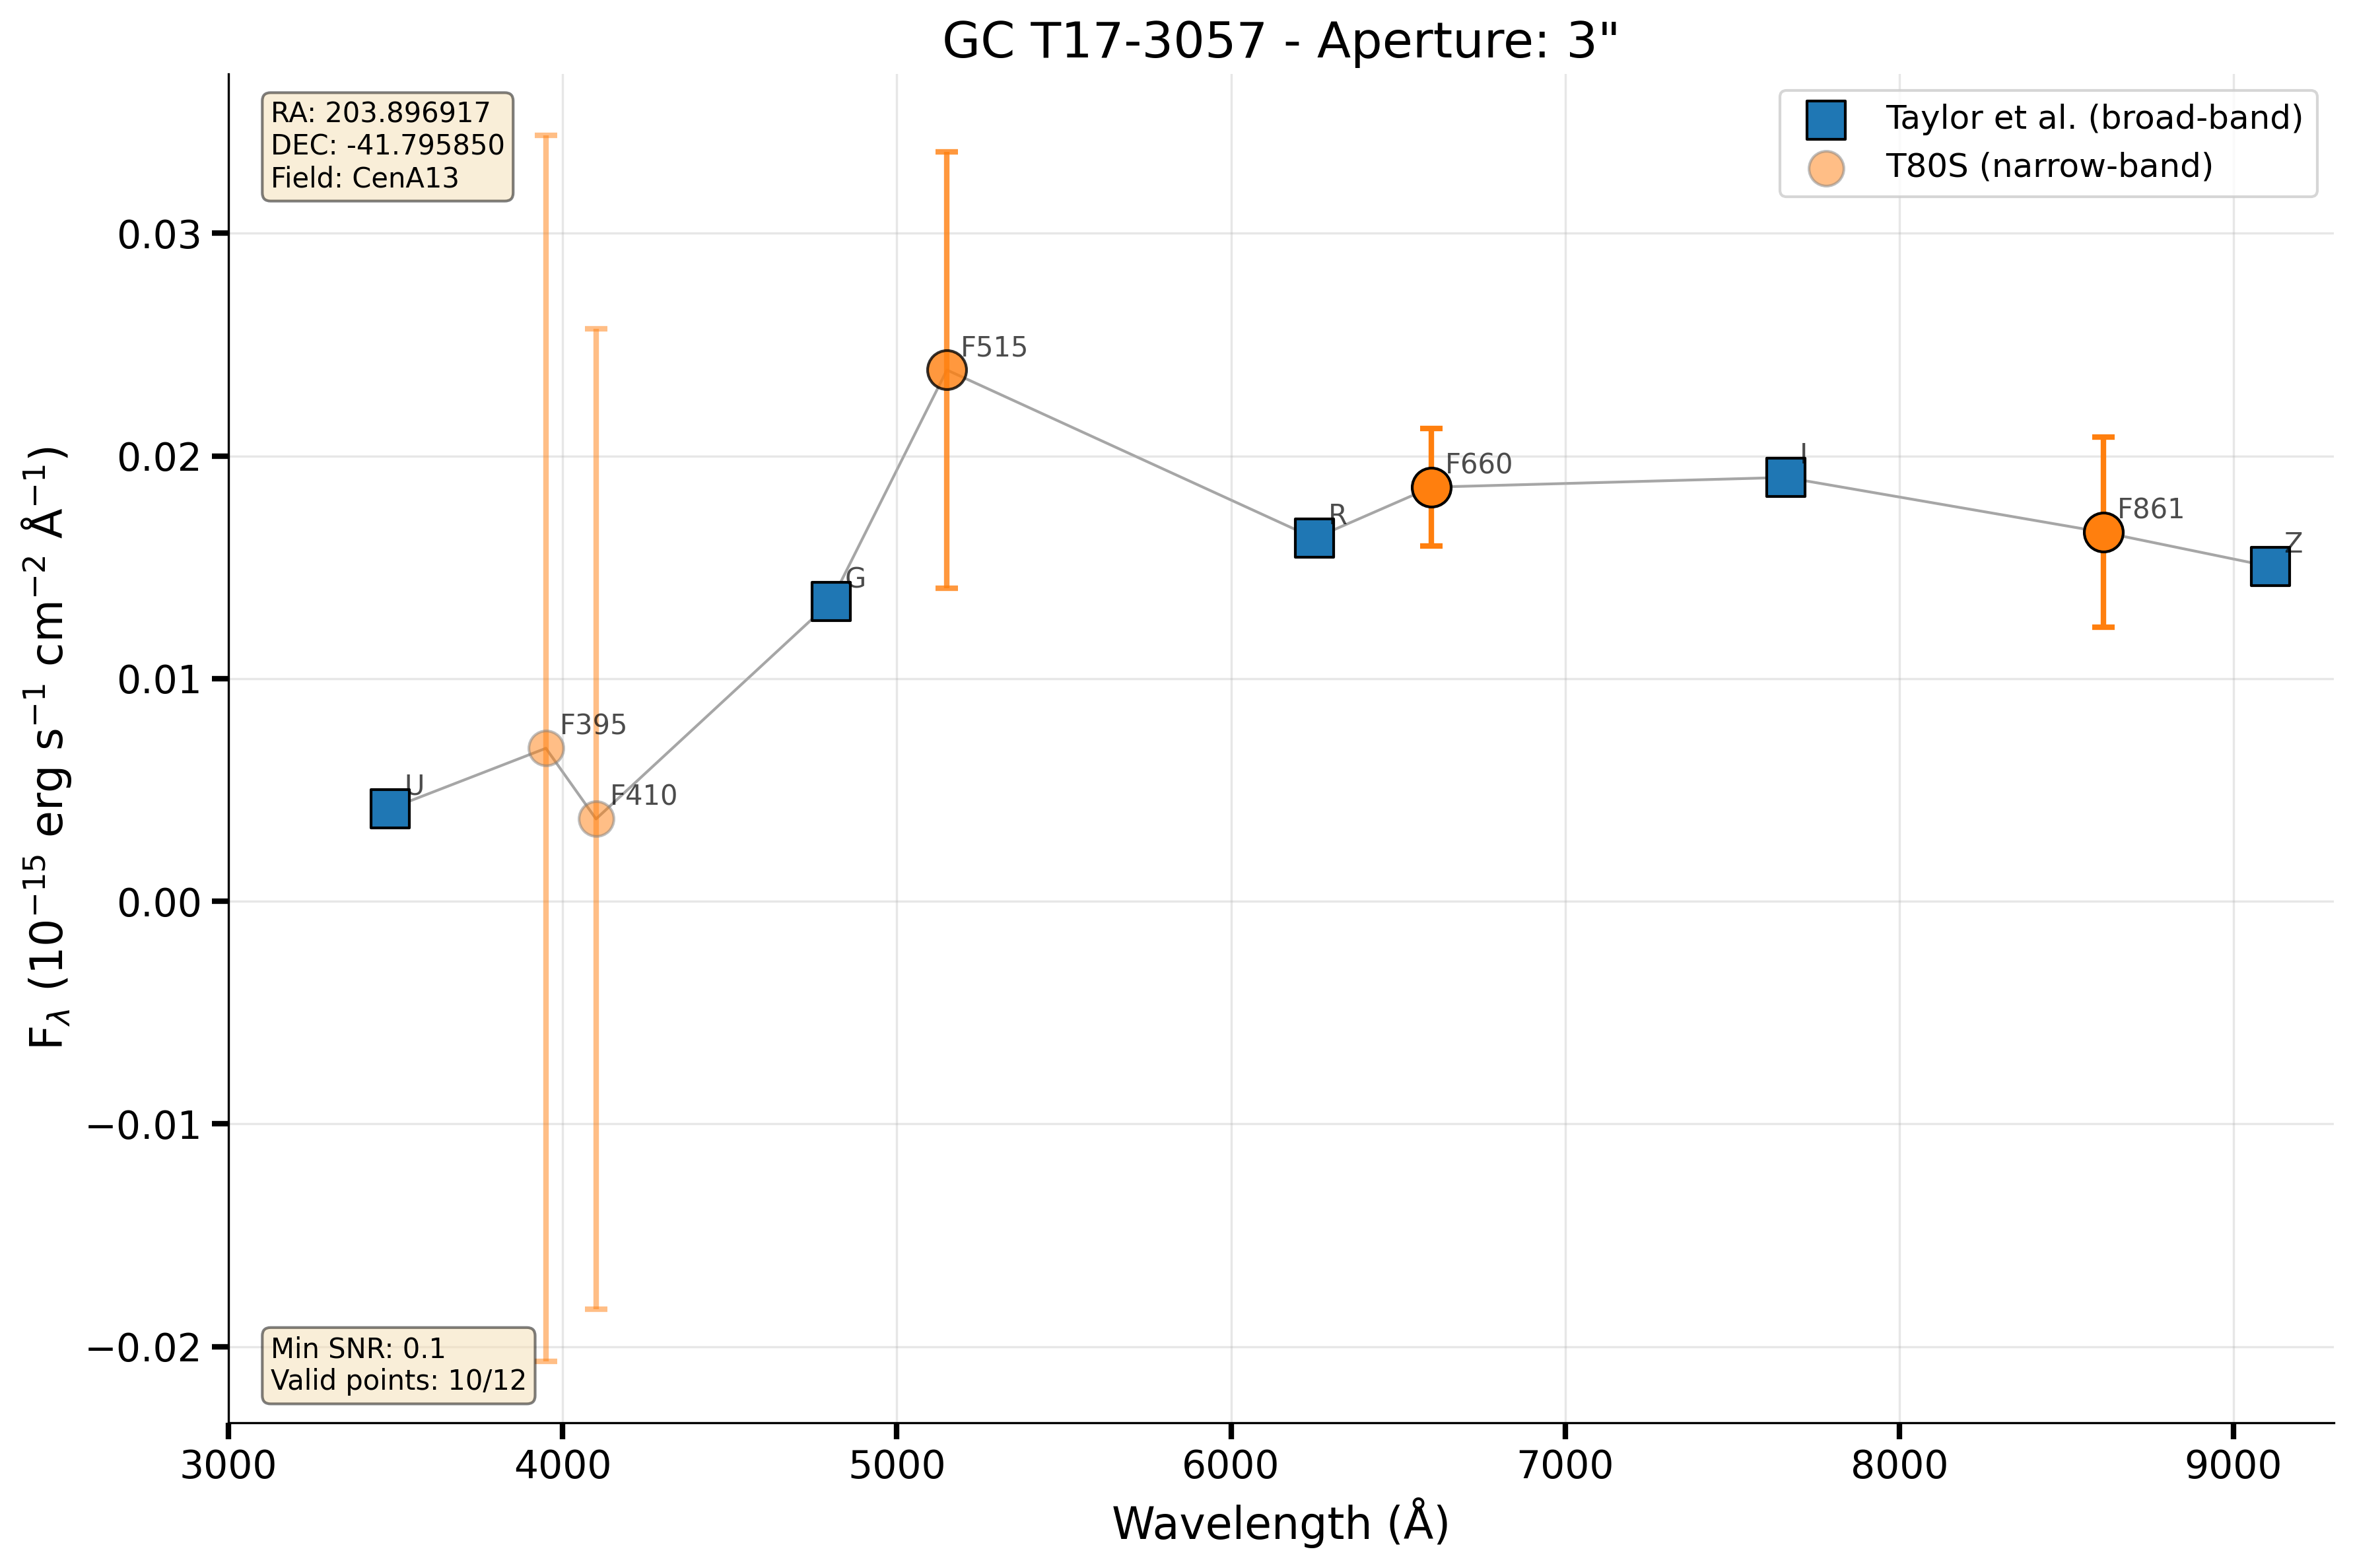 GC T17-3057 - Aperture: 3"
RA: 203.896917
DEC: -41.795850
Field: CenA13
Taylor et al. (broad-band)
T80S (narrow-band)
F515
F660
I
F861
Z
R
G
F395
F410
U
Min SNR: 0.1
Valid points: 10/12
0.03
0.02
0.01
0.00
−0.01
−0.02
F_λ (10⁻¹⁵ erg s⁻¹ cm⁻² Å⁻¹)
3000 4000 5000 6000 7000 8000 9000
Wavelength (Å)